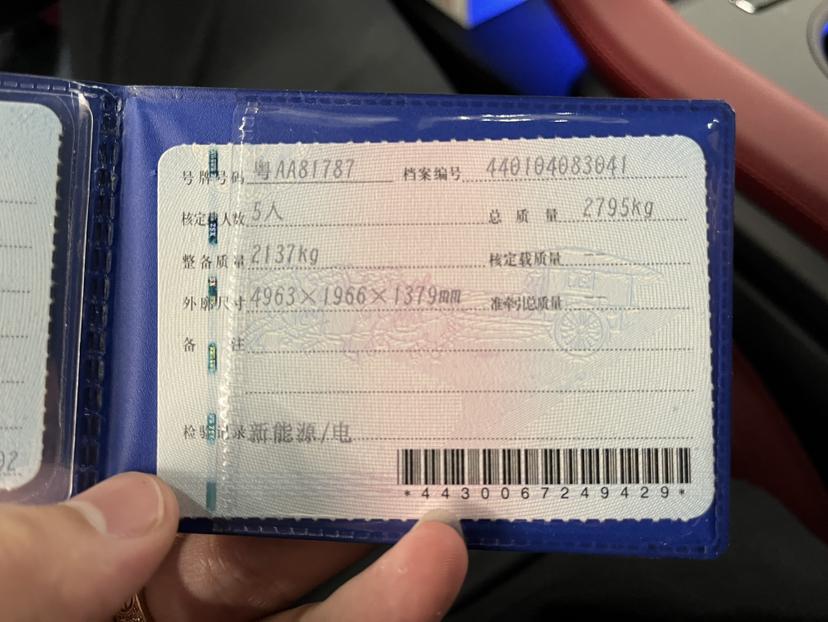 号牌号码 粤AA81787 档案编号 440104083041
核定载人数 5人 总质量 2795kg
整备质量 2137kg 核定载质量 --
外廓尺寸 4963×1966×1379mm 准牵引总质量 --
备注
检验记录 新能源/电
*4430067249429*